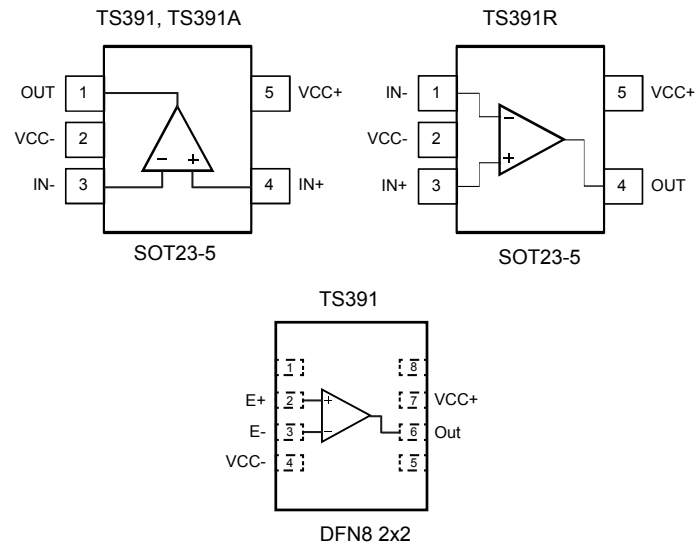 TS391, TS391A
OUT 1 5 VCC+
VCC- 2
IN- 3 - + 4 IN+
SOT23-5
TS391R
IN- 1 - 5 VCC+
VCC- 2
IN+ 3 + 4 OUT
SOT23-5
TS391
1 8
E+ 2 + 7 VCC+
E- 3 - 6 Out
VCC- 4 5
DFN8 2x2